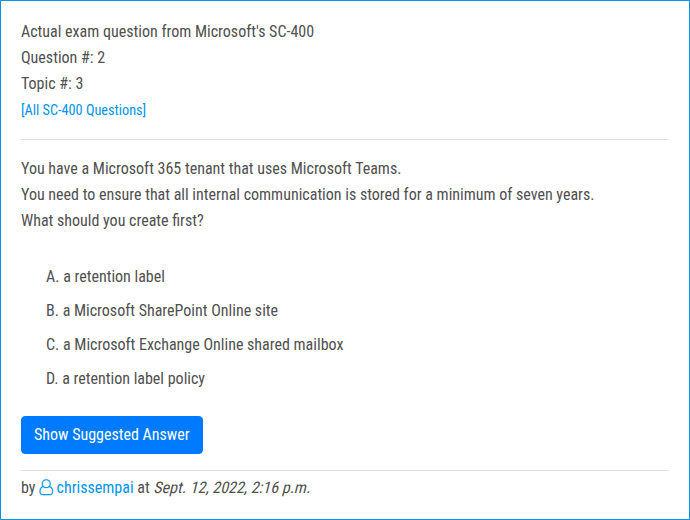 Actual exam question from Microsoft's SC-400
Question #: 2
Topic #: 3
[All SC-400 Questions]
You have a Microsoft 365 tenant that uses Microsoft Teams.
You need to ensure that all internal communication is stored for a minimum of seven years.
What should you create first?
A. a retention label
B. a Microsoft SharePoint Online site
C. a Microsoft Exchange Online shared mailbox
D. a retention label policy
Show Suggested Answer
by chrissempai at Sept. 12, 2022, 2:16 p.m.